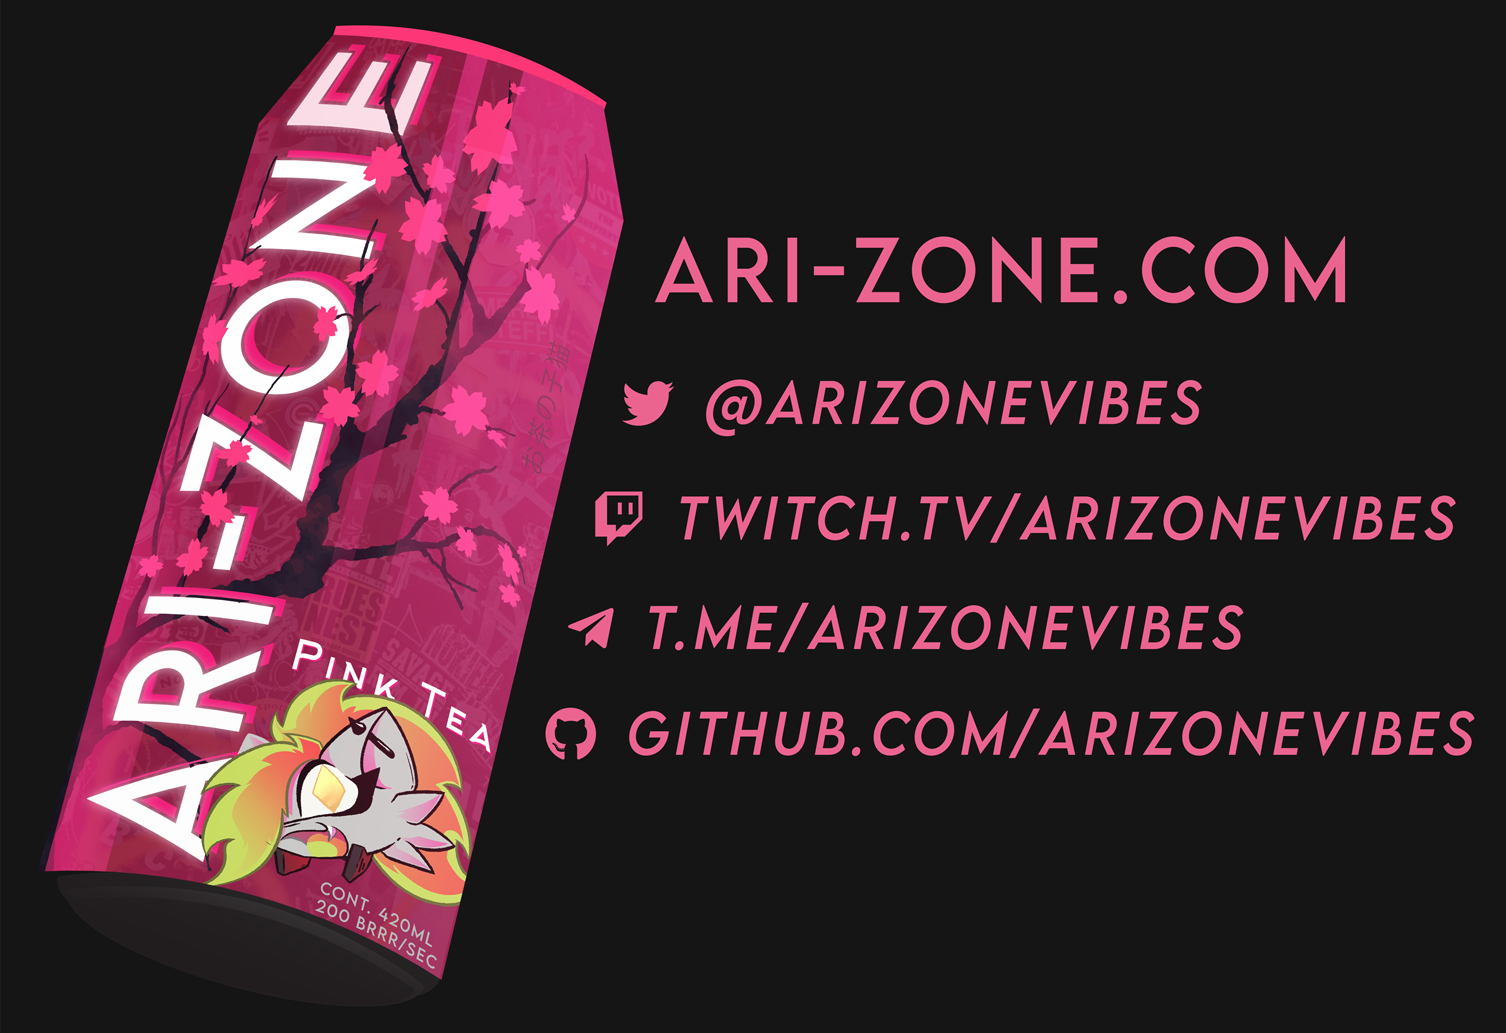 ARI-ZONE
PINK TEA
CONT. 420ML
200 BRRR/SEC
ARI-ZONE.COM
@ARIZONEVIBES
TWITCH.TV/ARIZONEVIBES
T.ME/ARIZONEVIBES
GITHUB.COM/ARIZONEVIBES